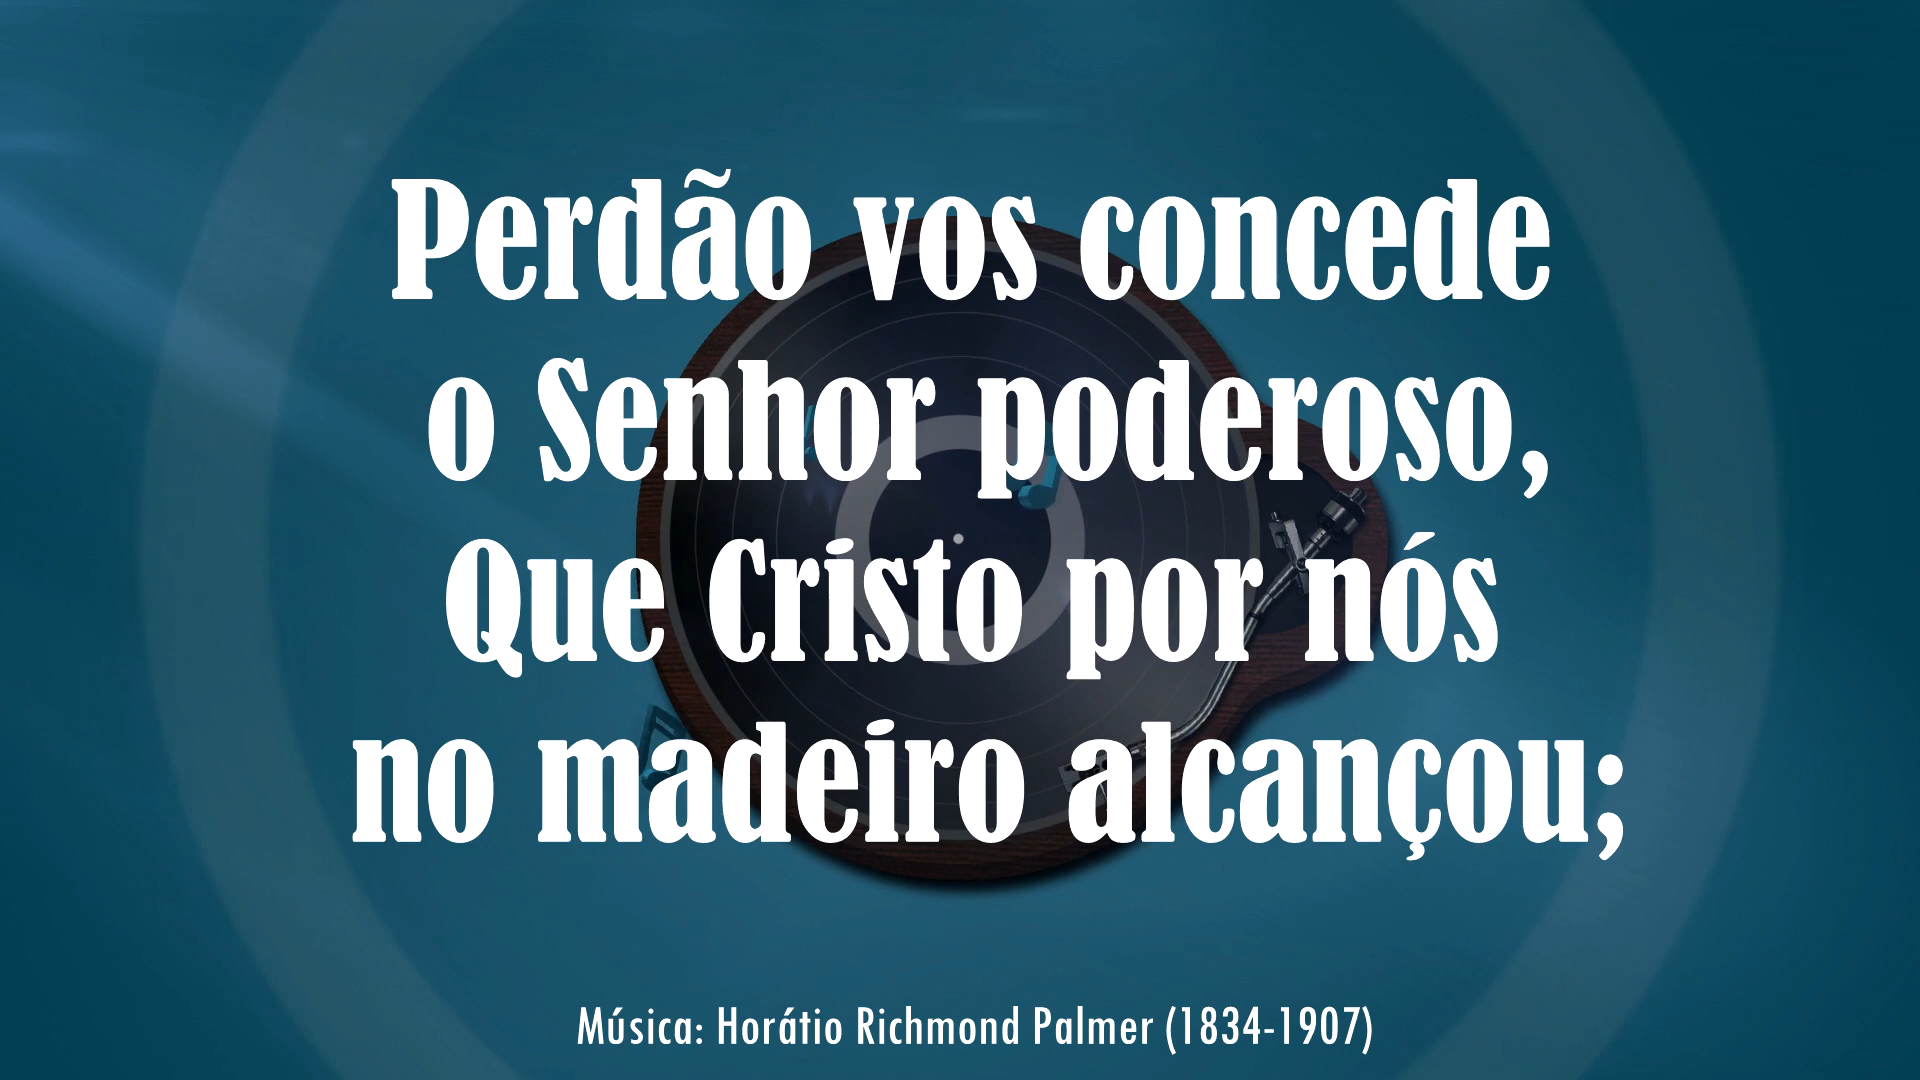 Perdão vos concede
o Senhor poderoso,
Que Cristo por nós
no madeiro alcançou;
Música: Horátio Richmond Palmer (1834-1907)